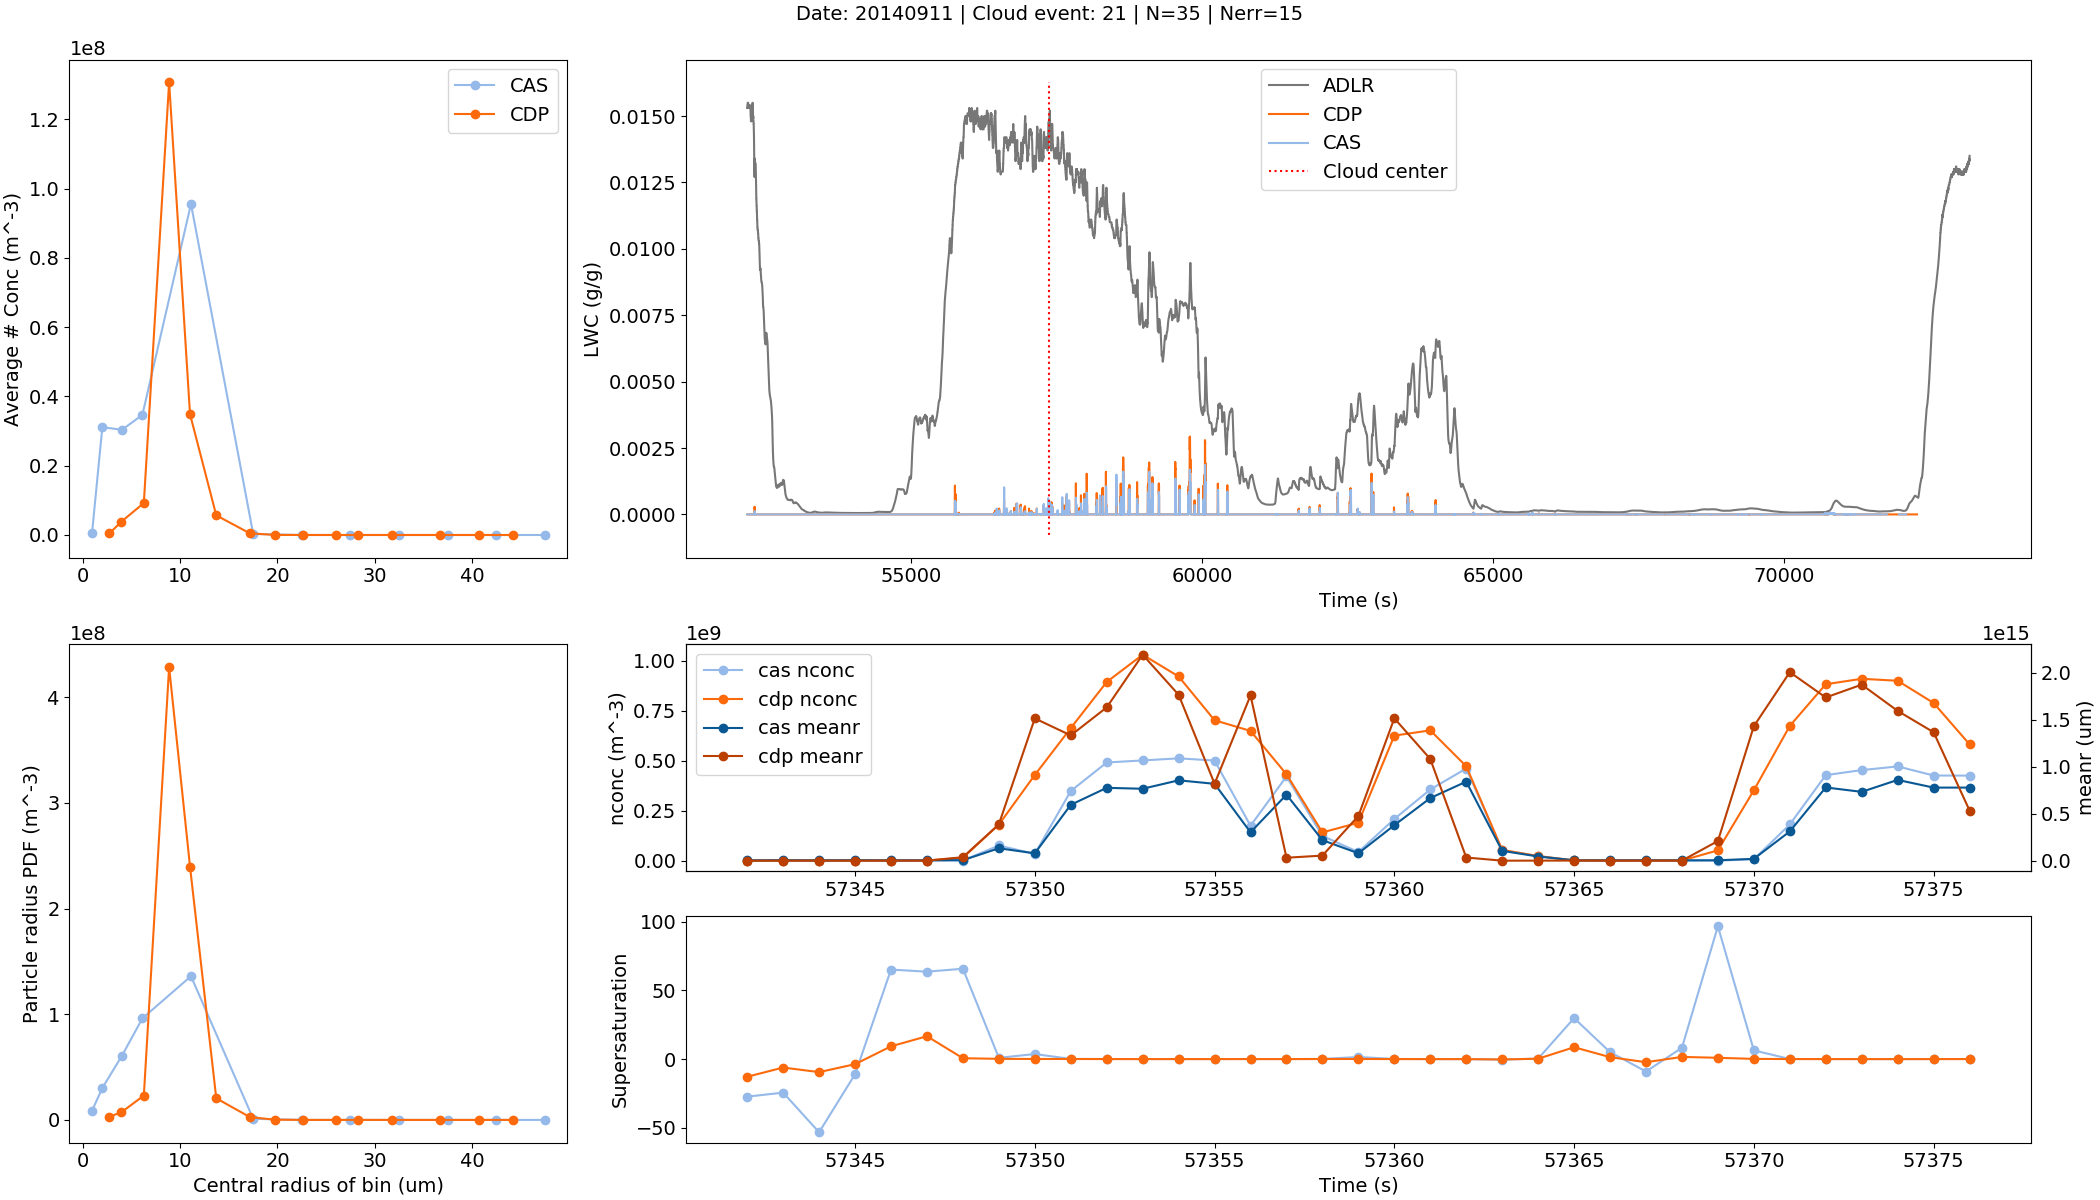 Date: 20140911 | Cloud event: 21 | N=35 | Nerr=15
1e8
Average # Conc (m^-3)
1.2
1.0
0.8
0.6
0.4
0.2
0.0
0 10 20 30 40
CAS
CDP
LWC (g/g)
0.0150
0.0125
0.0100
0.0075
0.0050
0.0025
0.0000
55000 60000 65000 70000
Time (s)
ADLR
CDP
CAS
Cloud center
1e8
Particle radius PDF (m^-3)
4
3
2
1
0
0 10 20 30 40
Central radius of bin (um)
1e9
1e15
nconc (m^-3)
1.00
0.75
0.50
0.25
0.00
cas nconc
cdp nconc
cas meanr
cdp meanr
2.0
1.5
1.0
0.5
0.0
meanr (um)
57345 57350 57355 57360 57365 57370 57375
Supersaturation
100
50
0
−50
57345 57350 57355 57360 57365 57370 57375
Time (s)